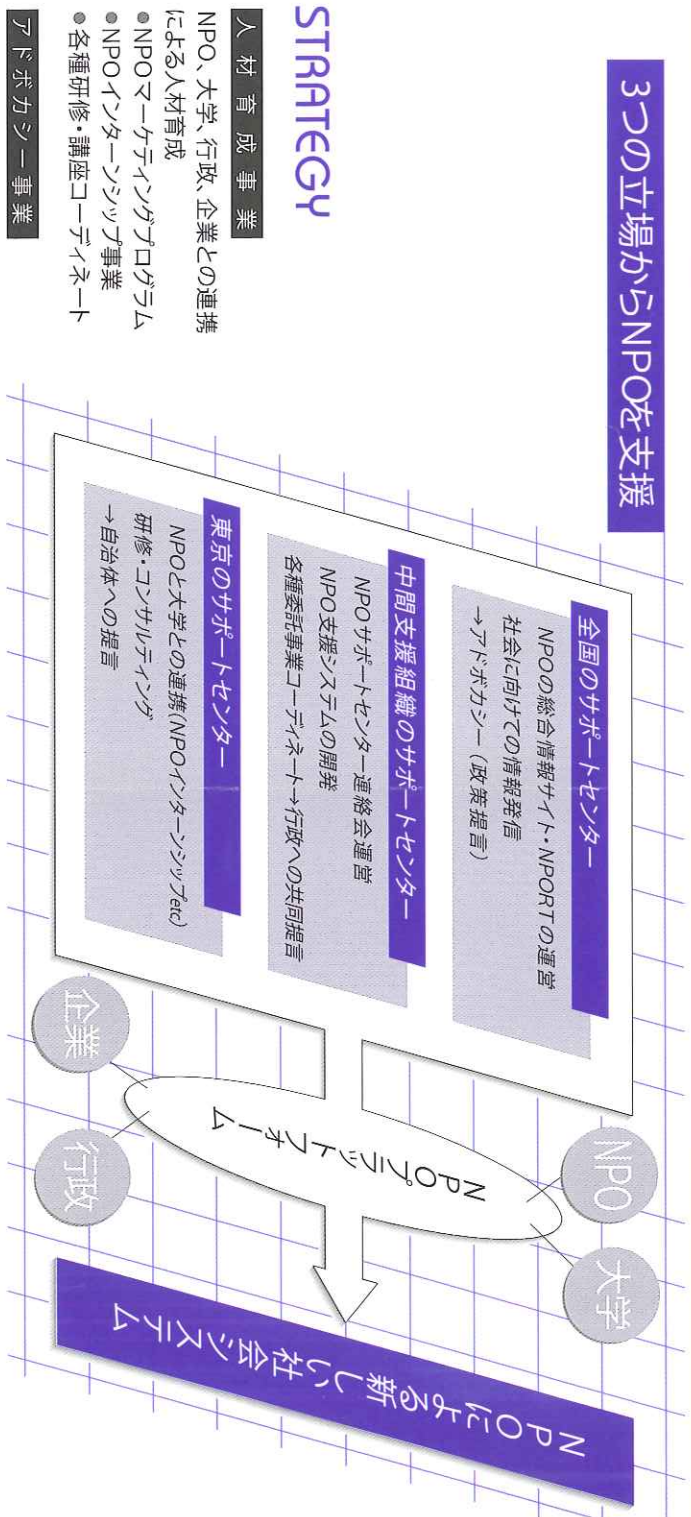 3つの立場からNPOを支援
全国のサポートセンター
NPOの総合情報サイト・NPORTの運営
社会に向けての情報発信
→アドボカシー（政策提言）
中間支援組織のサポートセンター
NPOサポートセンター連絡会運営
NPO支援システムの開発
各種委託事業コーディネート→行政への共同提言
東京のサポートセンター
NPOと大学との連携(NPOインターンシップetc)
研修・コンサルティング
→自治体への提言
NPO
大学
NPOプラットフォーム
企業
行政
NPOによる新しい社会システム
STRATEGY
人材育成事業
NPO、大学、行政、企業との連携
による人材育成
●NPOマーケティングプログラム
●NPOインターンシップ事業
●各種研修・講座コーディネート
アドボカシー事業